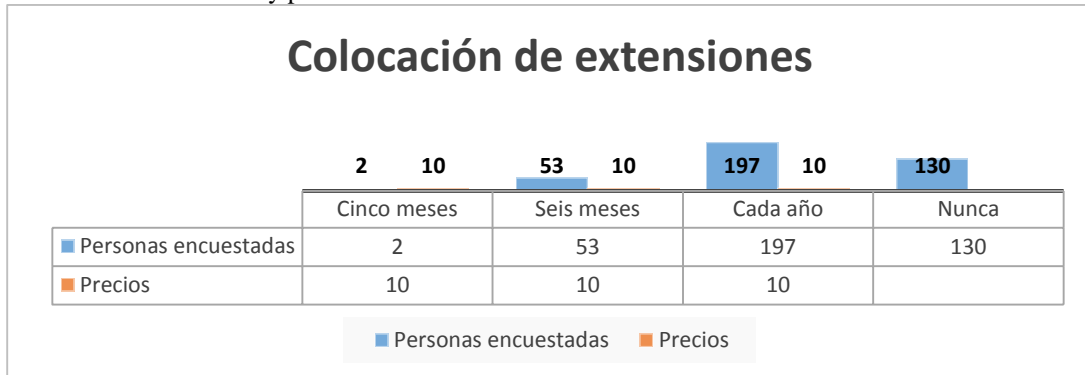 Colocación de extensiones
2 10 53 10 197 10 130
Cinco meses Seis meses Cada año Nunca
Personas encuestadas 2 53 197 130
Precios 10 10 10
Personas encuestadas Precios